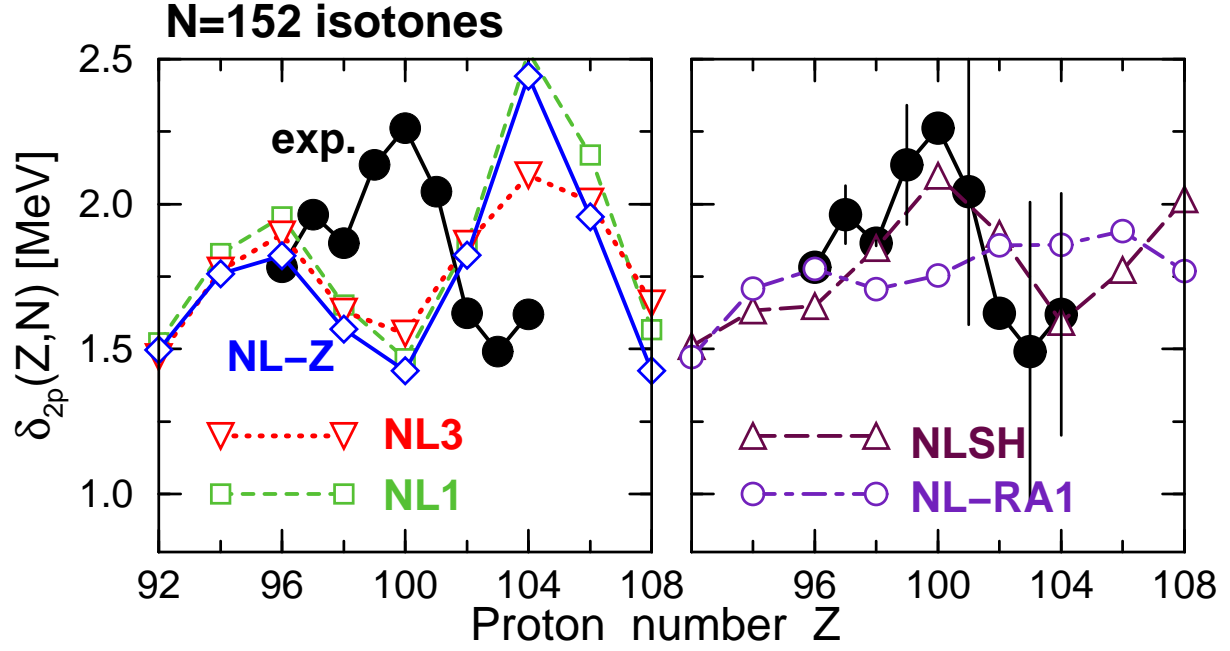 N=152 isotones
δ2p(Z,N) [MeV]
2.5
2.0
1.5
1.0
exp.
NL−Z
NL3
NL1
NLSH
NL−RA1
92 96 100 104 108
96 100 104 108
Proton number Z